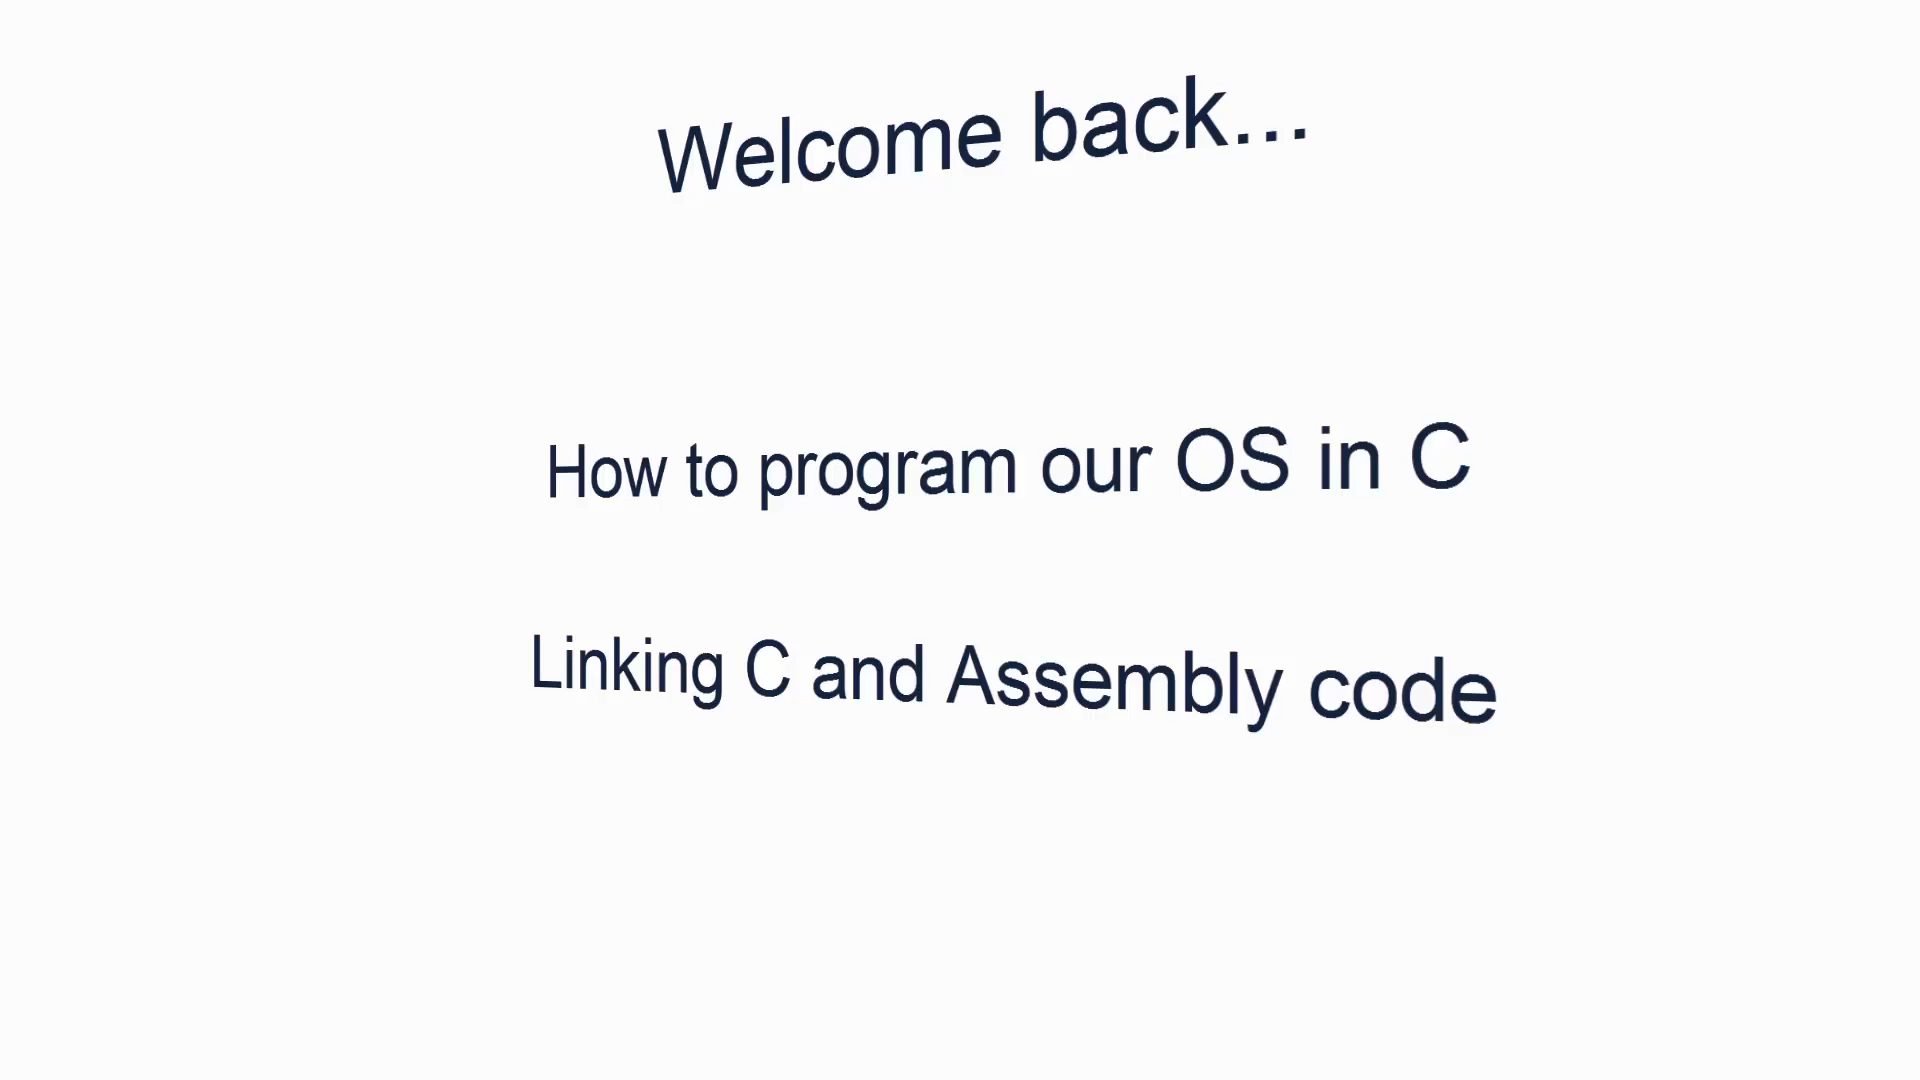 Welcome back...
How to program our OS in C
Linking C and Assembly code